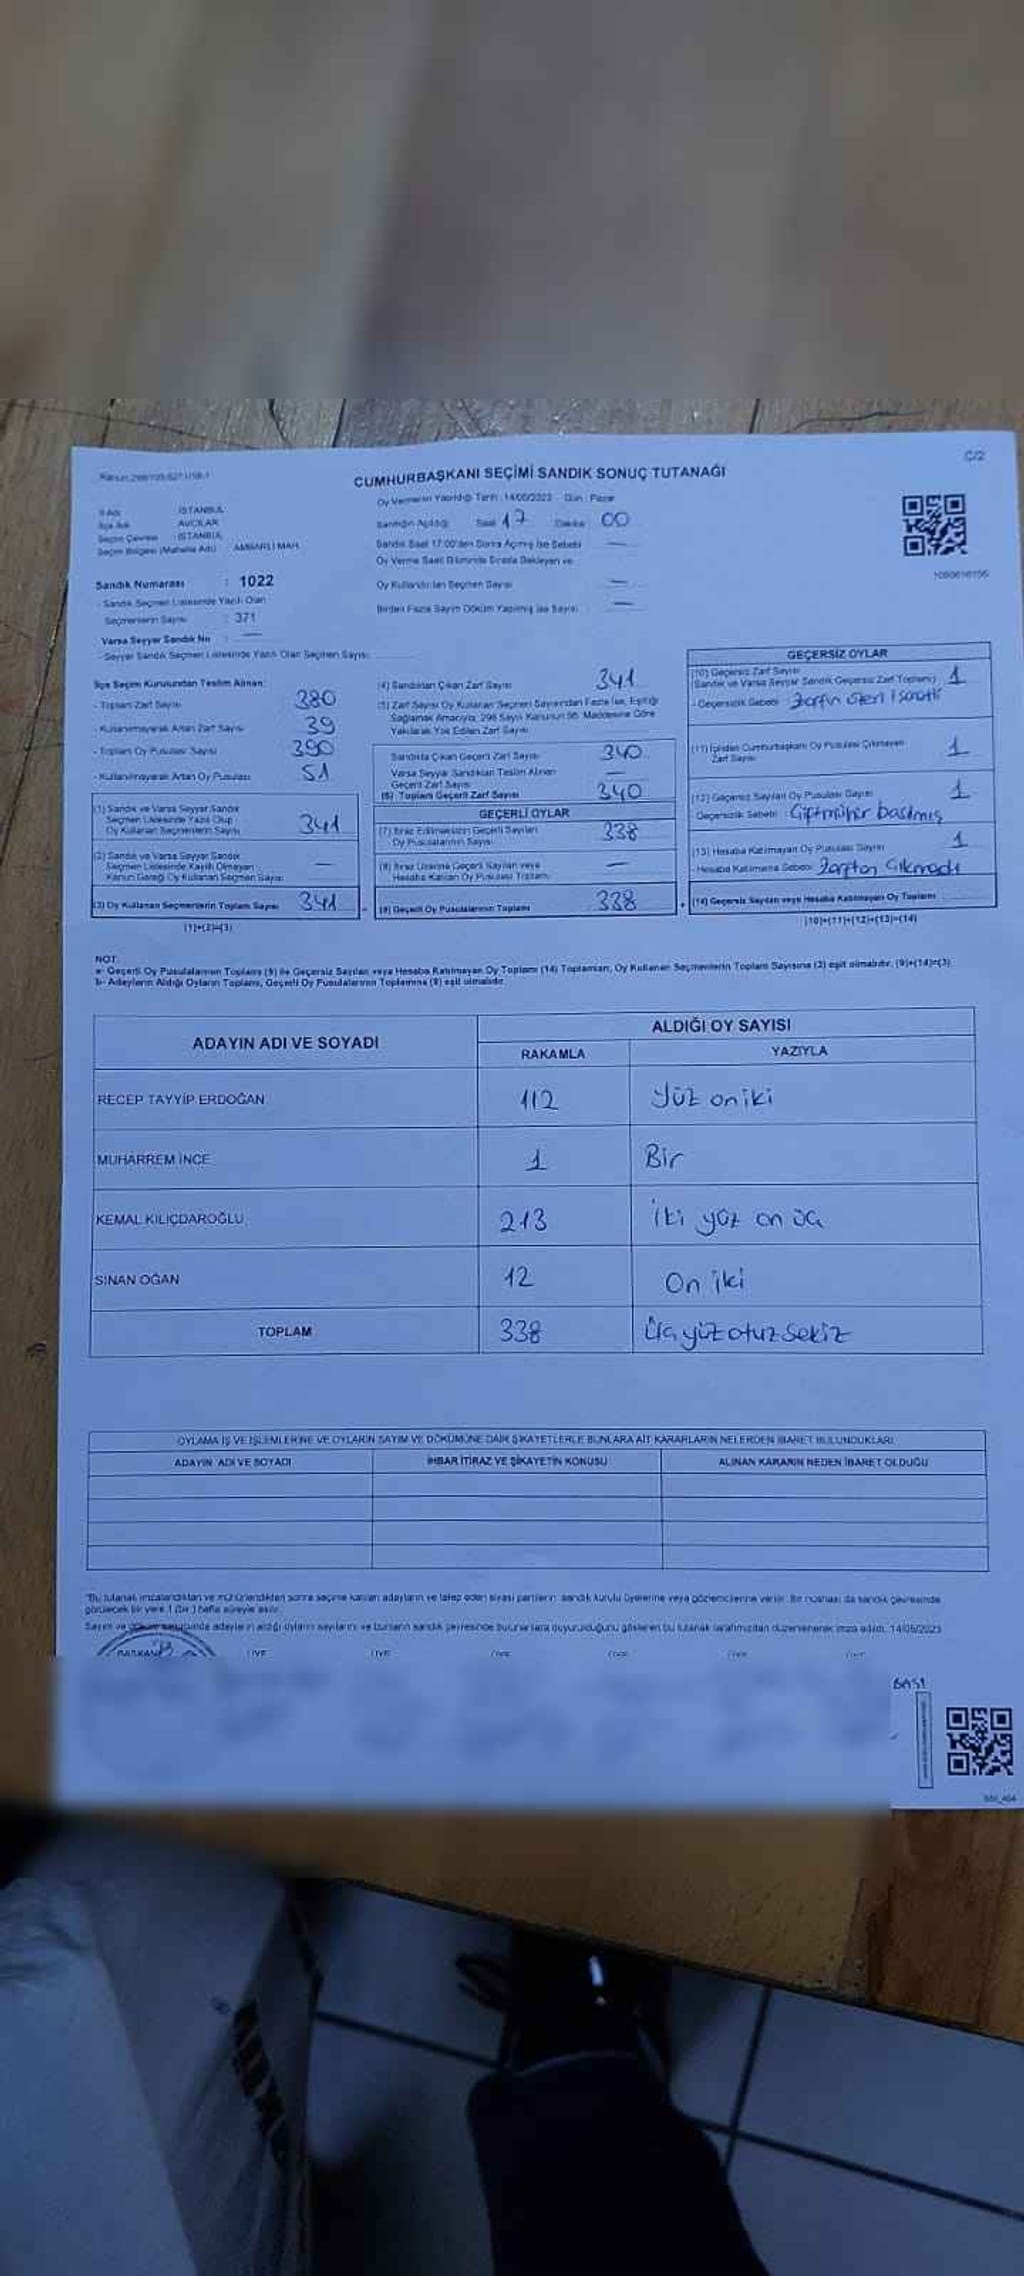 C/2
CUMHURBAŞKANI SEÇİMİ SANDIK SONUÇ TUTANAĞI
Oy Vermenin Yapıldığı Tarih : 14/05/2023 - Gün : Pazar
İl Adı İSTANBUL
İlçe Adı AVCILAR
Seçim Çevresi İSTANBUL
Seçim Bölgesi (Mahalle Adı) : AMBARLI MAH.
Sandığın Açıldığı Saat 17 Dakika 00
Sandık Saat 17:00'den Sonra Açılmış İse Sebebi —
Oy Verme Saati Bitiminde Sırada Bekleyen ve
Oy Kullandırılan Seçmen Sayısı —
Birden Fazla Sayım Döküm Yapılmış İse Sayısı —
Sandık Numarası : 1022
- Sandık Seçmen Listesinde Yazılı Olan
Seçmenlerin Sayısı : 371
Varsa Seyyar Sandık No : —
- Seyyar Sandık Seçmen Listesinde Yazılı Olan Seçmen Sayısı:
İlçe Seçim Kurulundan Teslim Alınan:
- Toplam Zarf Sayısı 380
- Kullanılmayarak Artan Zarf Sayısı 39
- Toplam Oy Pusulası Sayısı 390
- Kullanılmayarak Artan Oy Pusulası 51
(1) Sandık ve Varsa Seyyar Sandık
Seçmen Listesinde Yazılı Olup
Oy Kullanan Seçmenlerin Sayısı 341
(2) Sandık ve Varsa Seyyar Sandık
Seçmen Listesinde Kayıtlı Olmayan
Kanun Gereği Oy Kullanan Seçmen Sayısı —
(3) Oy Kullanan Seçmenlerin Toplam Sayısı 341
(1)+(2)=(3)
(4) Sandıktan Çıkan Zarf Sayısı 341
(5) Zarf Sayısı Oy Kullanan Seçmen Sayısından Fazla İse, Eşitliği
Sağlamak Amacıyla; 298 Sayılı Kanunun 98. Maddesine Göre
Yakılarak Yok Edilen Zarf Sayısı
Sandıkta Çıkan Geçerli Zarf Sayısı 340
Varsa Seyyar Sandıktan Teslim Alınan
Geçerli Zarf Sayısı —
(6) Toplam Geçerli Zarf Sayısı 340
GEÇERLİ OYLAR
(7) İtiraz Edilmeksizin Geçerli Sayılan
Oy Pusulalarının Sayısı 338
(8) İtiraz Üzerine Geçerli Sayılan veya
Hesaba Katılan Oy Pusulası Toplamı —
(9) Geçerli Oy Pusulalarının Toplamı 338
GEÇERSİZ OYLAR
(10) Geçersiz Zarf Sayısı
(Sandık ve Varsa Seyyar Sandık Geçersiz Zarf Toplamı) 1
- Geçersizlik Sebebi
(11) İçinden Cumhurbaşkanı Oy Pusulası Çıkmayan
Zarf Sayısı 1
(12) Geçersiz Sayılan Oy Pusulası Sayısı 1
Geçersizlik Sebebi Çift mühür basılmış
(13) Hesaba Katılmayan Oy Pusulası Sayısı 1
- Hesaba Katılmama Sebebi Zarftan Çıkmadı
(14) Geçersiz Sayılan veya Hesaba Katılmayan Oy Toplamı
(10)+(11)+(12)+(13)=(14)
NOT:
a- Geçerli Oy Pusulalarının Toplamı (9) ile Geçersiz Sayılan veya Hesaba Katılmayan Oy Toplamı (14) Toplamları, Oy Kullanan Seçmenlerin Toplam Sayısına (3) eşit olmalıdır. (9)+(14)=(3)
b- Adayların Aldığı Oyların Toplamı, Geçerli Oy Pusulalarının Toplamına (9) eşit olmalıdır.
ADAYIN ADI VE SOYADI
ALDIĞI OY SAYISI
RAKAMLA YAZIYLA
RECEP TAYYİP ERDOĞAN 112 Yüz oniki
MUHARREM İNCE 1 Bir
KEMAL KILIÇDAROĞLU 213 İki yüz on üç
SİNAN OĞAN 12 On iki
TOPLAM 338 Üçyüzotuzsekiz
OYLAMA İŞ VE İŞLEMLERİNE VE OYLARIN SAYIM VE DÖKÜMÜNE DAİR ŞİKAYETLERLE BUNLARA AİT KARARLARIN NELERDEN İBARET BULUNDUKLARI
ADAYIN ADI VE SOYADI İHBAR İTİRAZ VE ŞİKAYETİN KONUSU ALINAN KARARIN NEDEN İBARET OLDUĞU
*Bu tutanak imzalandıktan ve mühürlendikten sonra seçime katılan adayların ve talep eden siyasi partilerin sandık kurulu üyelerine veya gözlemcilerine verilir. Bir nüshası da sandık çevresinde
görülecek bir yere 1 (bir) hafta süreyle asılır.
Sayım ve döküm sonucunda adayların aldığı oyların sayılarını ve bunların sandık çevresinde bulunanlara duyurulduğunu gösteren bu tutanak tarafımızdan düzenlenerek imza edildi. 14/05/2023
BAŞKAN